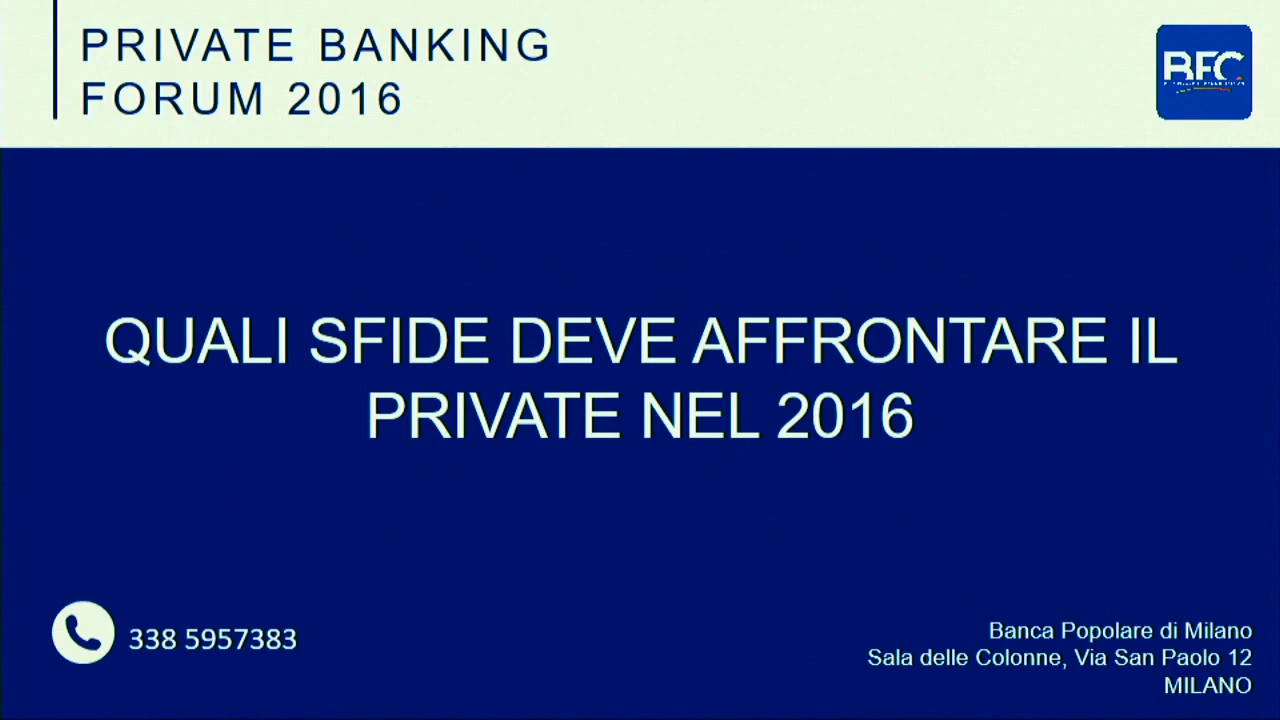 PRIVATE BANKING
FORUM 2016
BFC
QUALI SFIDE DEVE AFFRONTARE IL
PRIVATE NEL 2016
338 5957383
Banca Popolare di Milano
Sala delle Colonne, Via San Paolo 12
MILANO